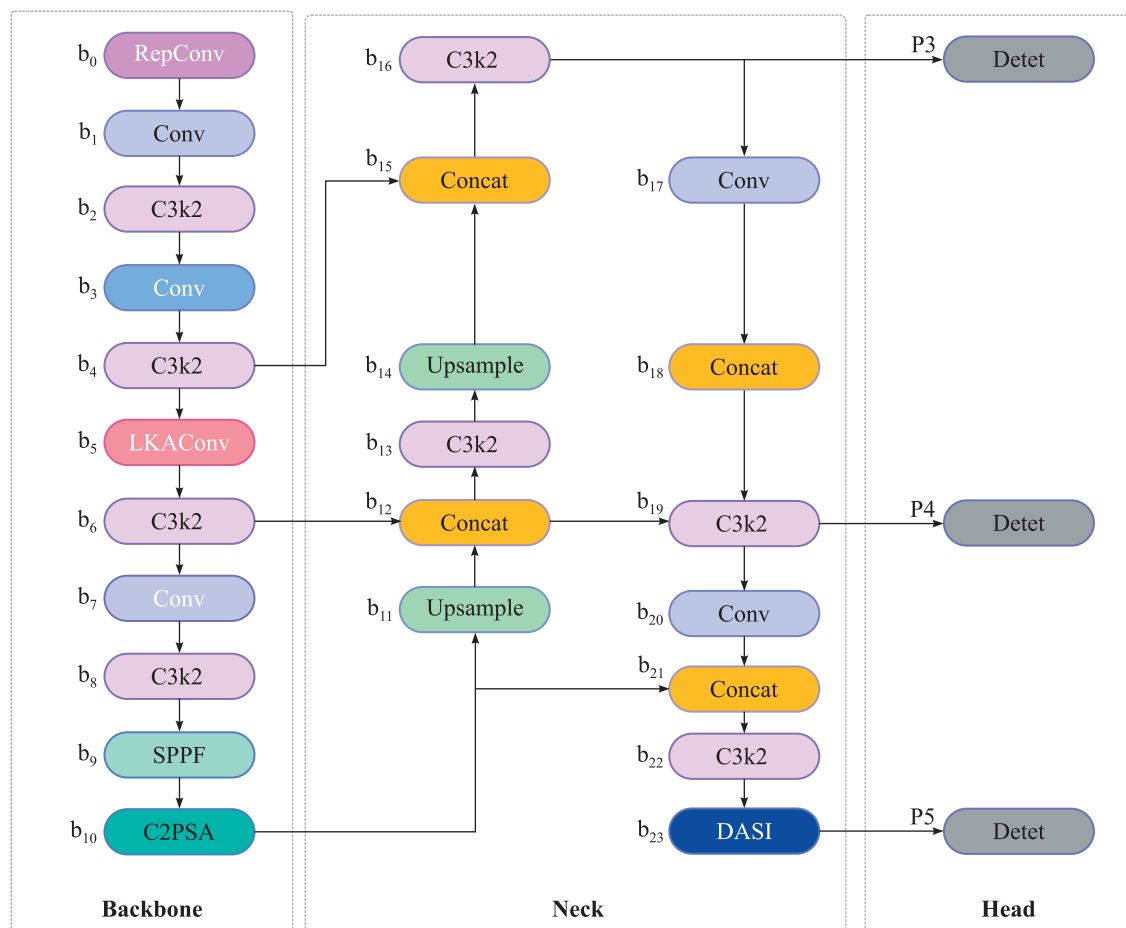 b0 RepConv
b1 Conv
b2 C3k2
b3 Conv
b4 C3k2
b5 LKAConv
b6 C3k2
b7 Conv
b8 C3k2
b9 SPPF
b10 C2PSA
Backbone
b16 C3k2
b15 Concat
b14 Upsample
b13 C3k2
b12 Concat
b11 Upsample
b17 Conv
b18 Concat
b19 C3k2
b20 Conv
b21 Concat
b22 C3k2
b23 DASI
Neck
P3 Detet
P4 Detet
P5 Detet
Head